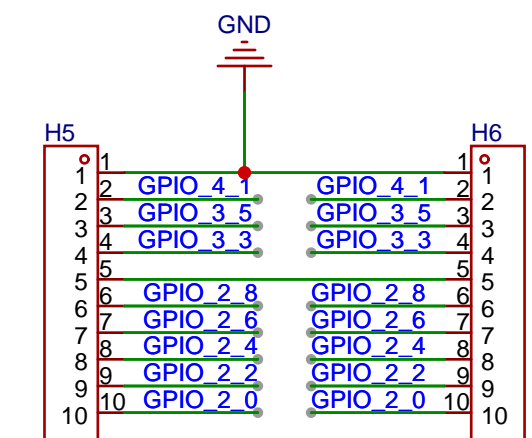 GND
H5 H6
1 1 1 1
2 2 GPIO_4_1 GPIO_4_1 2 2
3 3 GPIO_3_5 GPIO_3_5 3 3
4 4 GPIO_3_3 GPIO_3_3 4 4
5 5 5 5
6 6 GPIO_2_8 GPIO_2_8 6 6
7 7 GPIO_2_6 GPIO_2_6 7 7
8 8 GPIO_2_4 GPIO_2_4 8 8
9 9 GPIO_2_2 GPIO_2_2 9 9
10 10 GPIO_2_0 GPIO_2_0 10 10